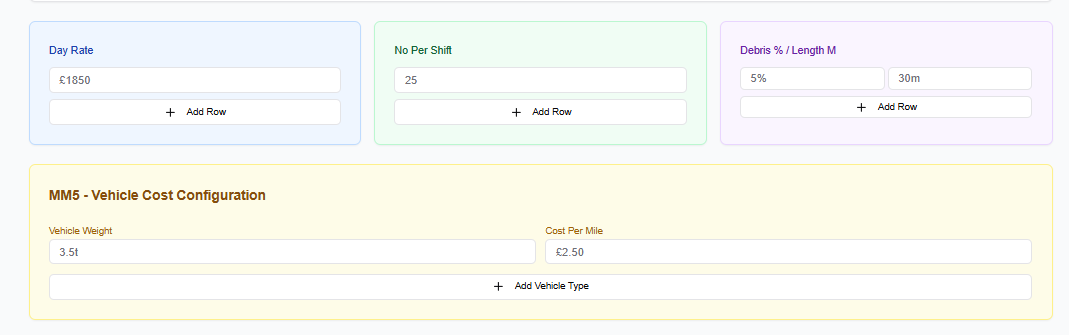 Day Rate
£1850
+ Add Row
No Per Shift
25
+ Add Row
Debris % / Length M
5% 30m
+ Add Row
MM5 - Vehicle Cost Configuration
Vehicle Weight Cost Per Mile
3.5t £2.50
+ Add Vehicle Type